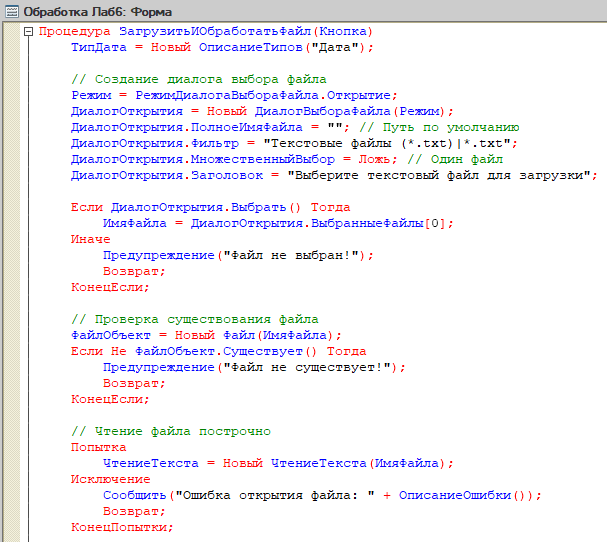 Обработка Лаб6: Форма
Процедура ЗагрузитьИОбработатьФайл(Кнопка)
ТипДата = Новый ОписаниеТипов("Дата");
// Создание диалога выбора файла
Режим = РежимДиалогаВыбораФайла.Открытие;
ДиалогОткрытия = Новый ДиалогВыбораФайла(Режим);
ДиалогОткрытия.ПолноеИмяФайла = ""; // Путь по умолчанию
ДиалогОткрытия.Фильтр = "Текстовые файлы (*.txt)|*.txt";
ДиалогОткрытия.МножественныйВыбор = Ложь; // Один файл
ДиалогОткрытия.Заголовок = "Выберите текстовый файл для загрузки";
Если ДиалогОткрытия.Выбрать() Тогда
ИмяФайла = ДиалогОткрытия.ВыбранныеФайлы[0];
Иначе
Предупреждение("Файл не выбран!");
Возврат;
КонецЕсли;
// Проверка существования файла
ФайлОбъект = Новый Файл(ИмяФайла);
Если Не ФайлОбъект.Существует() Тогда
Предупреждение("Файл не существует!");
Возврат;
КонецЕсли;
// Чтение файла построчно
Попытка
ЧтениеТекста = Новый ЧтениеТекста(ИмяФайла);
Исключение
Сообщить("Ошибка открытия файла: " + ОписаниеОшибки());
Возврат;
КонецПопытки;